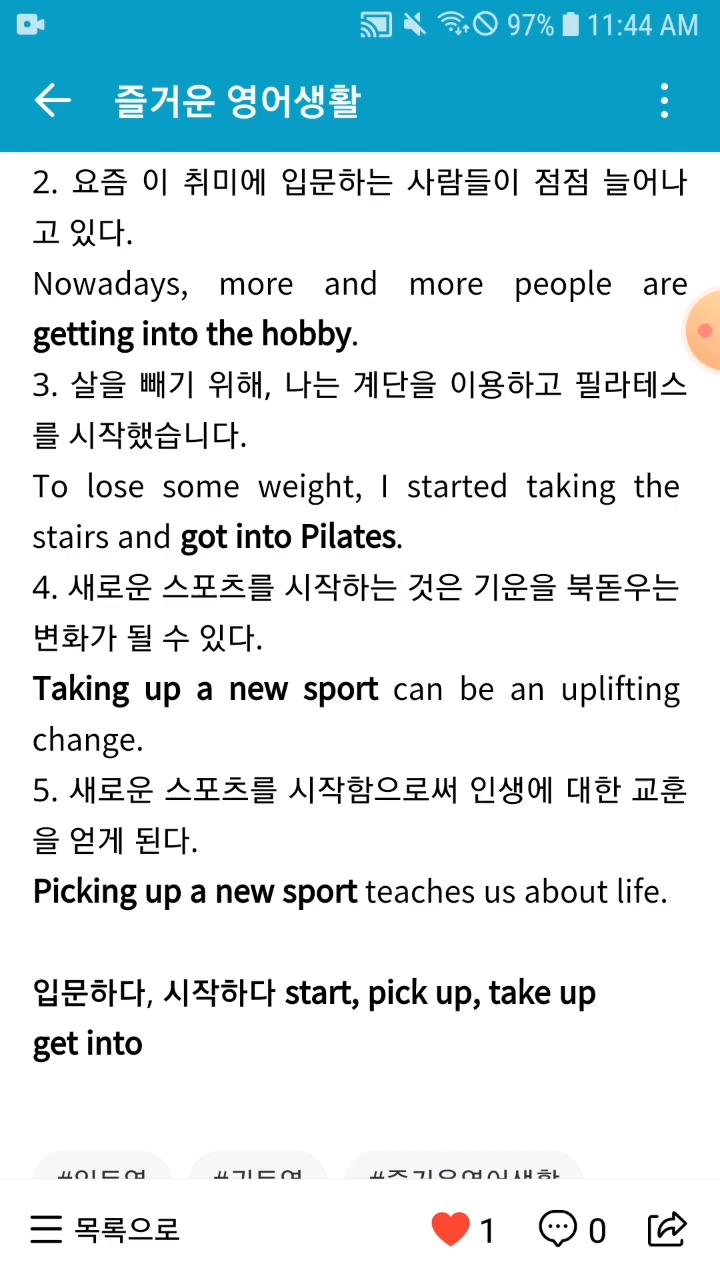 97% 11:44 AM
즐거운 영어생활
2. 요즘 이 취미에 입문하는 사람들이 점점 늘어나
고 있다.
Nowadays, more and more people are
getting into the hobby.
3. 살을 빼기 위해, 나는 계단을 이용하고 필라테스
를 시작했습니다.
To lose some weight, I started taking the
stairs and got into Pilates.
4. 새로운 스포츠를 시작하는 것은 기운을 북돋우는
변화가 될 수 있다.
Taking up a new sport can be an uplifting
change.
5. 새로운 스포츠를 시작함으로써 인생에 대한 교훈
을 얻게 된다.
Picking up a new sport teaches us about life.
입문하다, 시작하다 start, pick up, take up
get into
#즐거운영어생활
목록으로 1 0